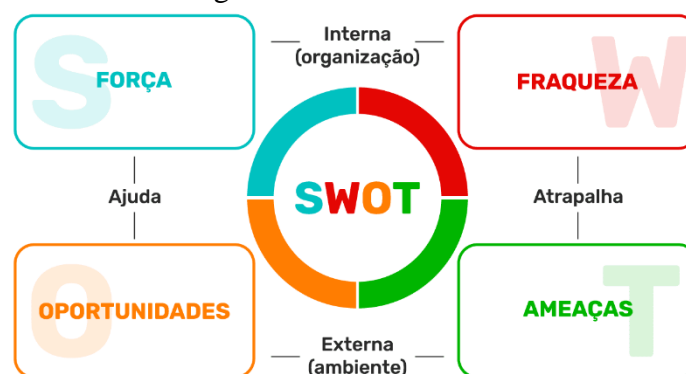 Interna
(organização)
S
FORÇA
FRAQUEZA
W
Ajuda
SWOT
Atrapalha
O
OPORTUNIDADES
AMEAÇAS
T
Externa
(ambiente)